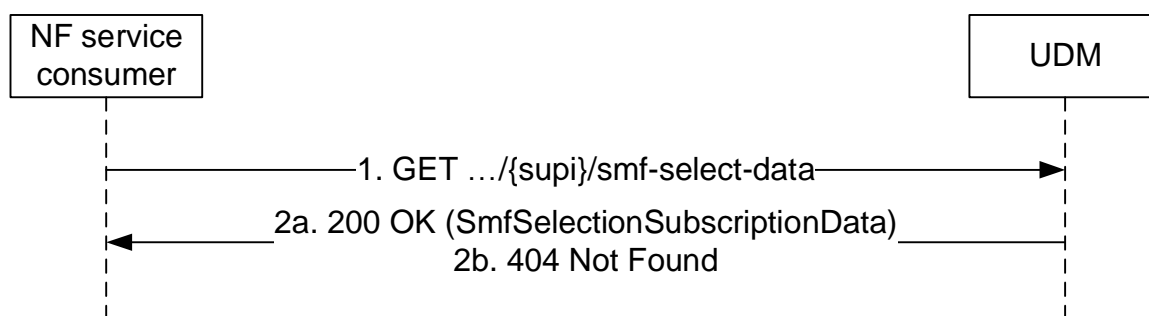 NF service
consumer
UDM
1. GET …/{supi}/smf-select-data
2a. 200 OK (SmfSelectionSubscriptionData)
2b. 404 Not Found